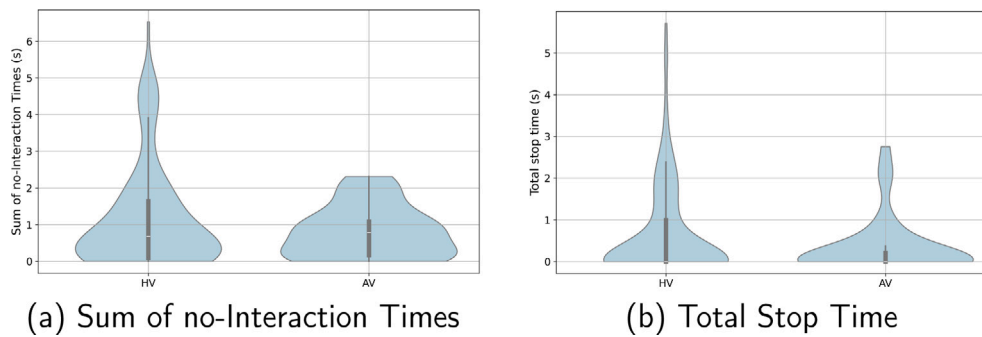 Sum of no-Interaction Times (s)
6
5
4
3
2
1
0
HV
AV
(a) Sum of no-Interaction Times
Total stop time (s)
5
4
3
2
1
0
HV
AV
(b) Total Stop Time